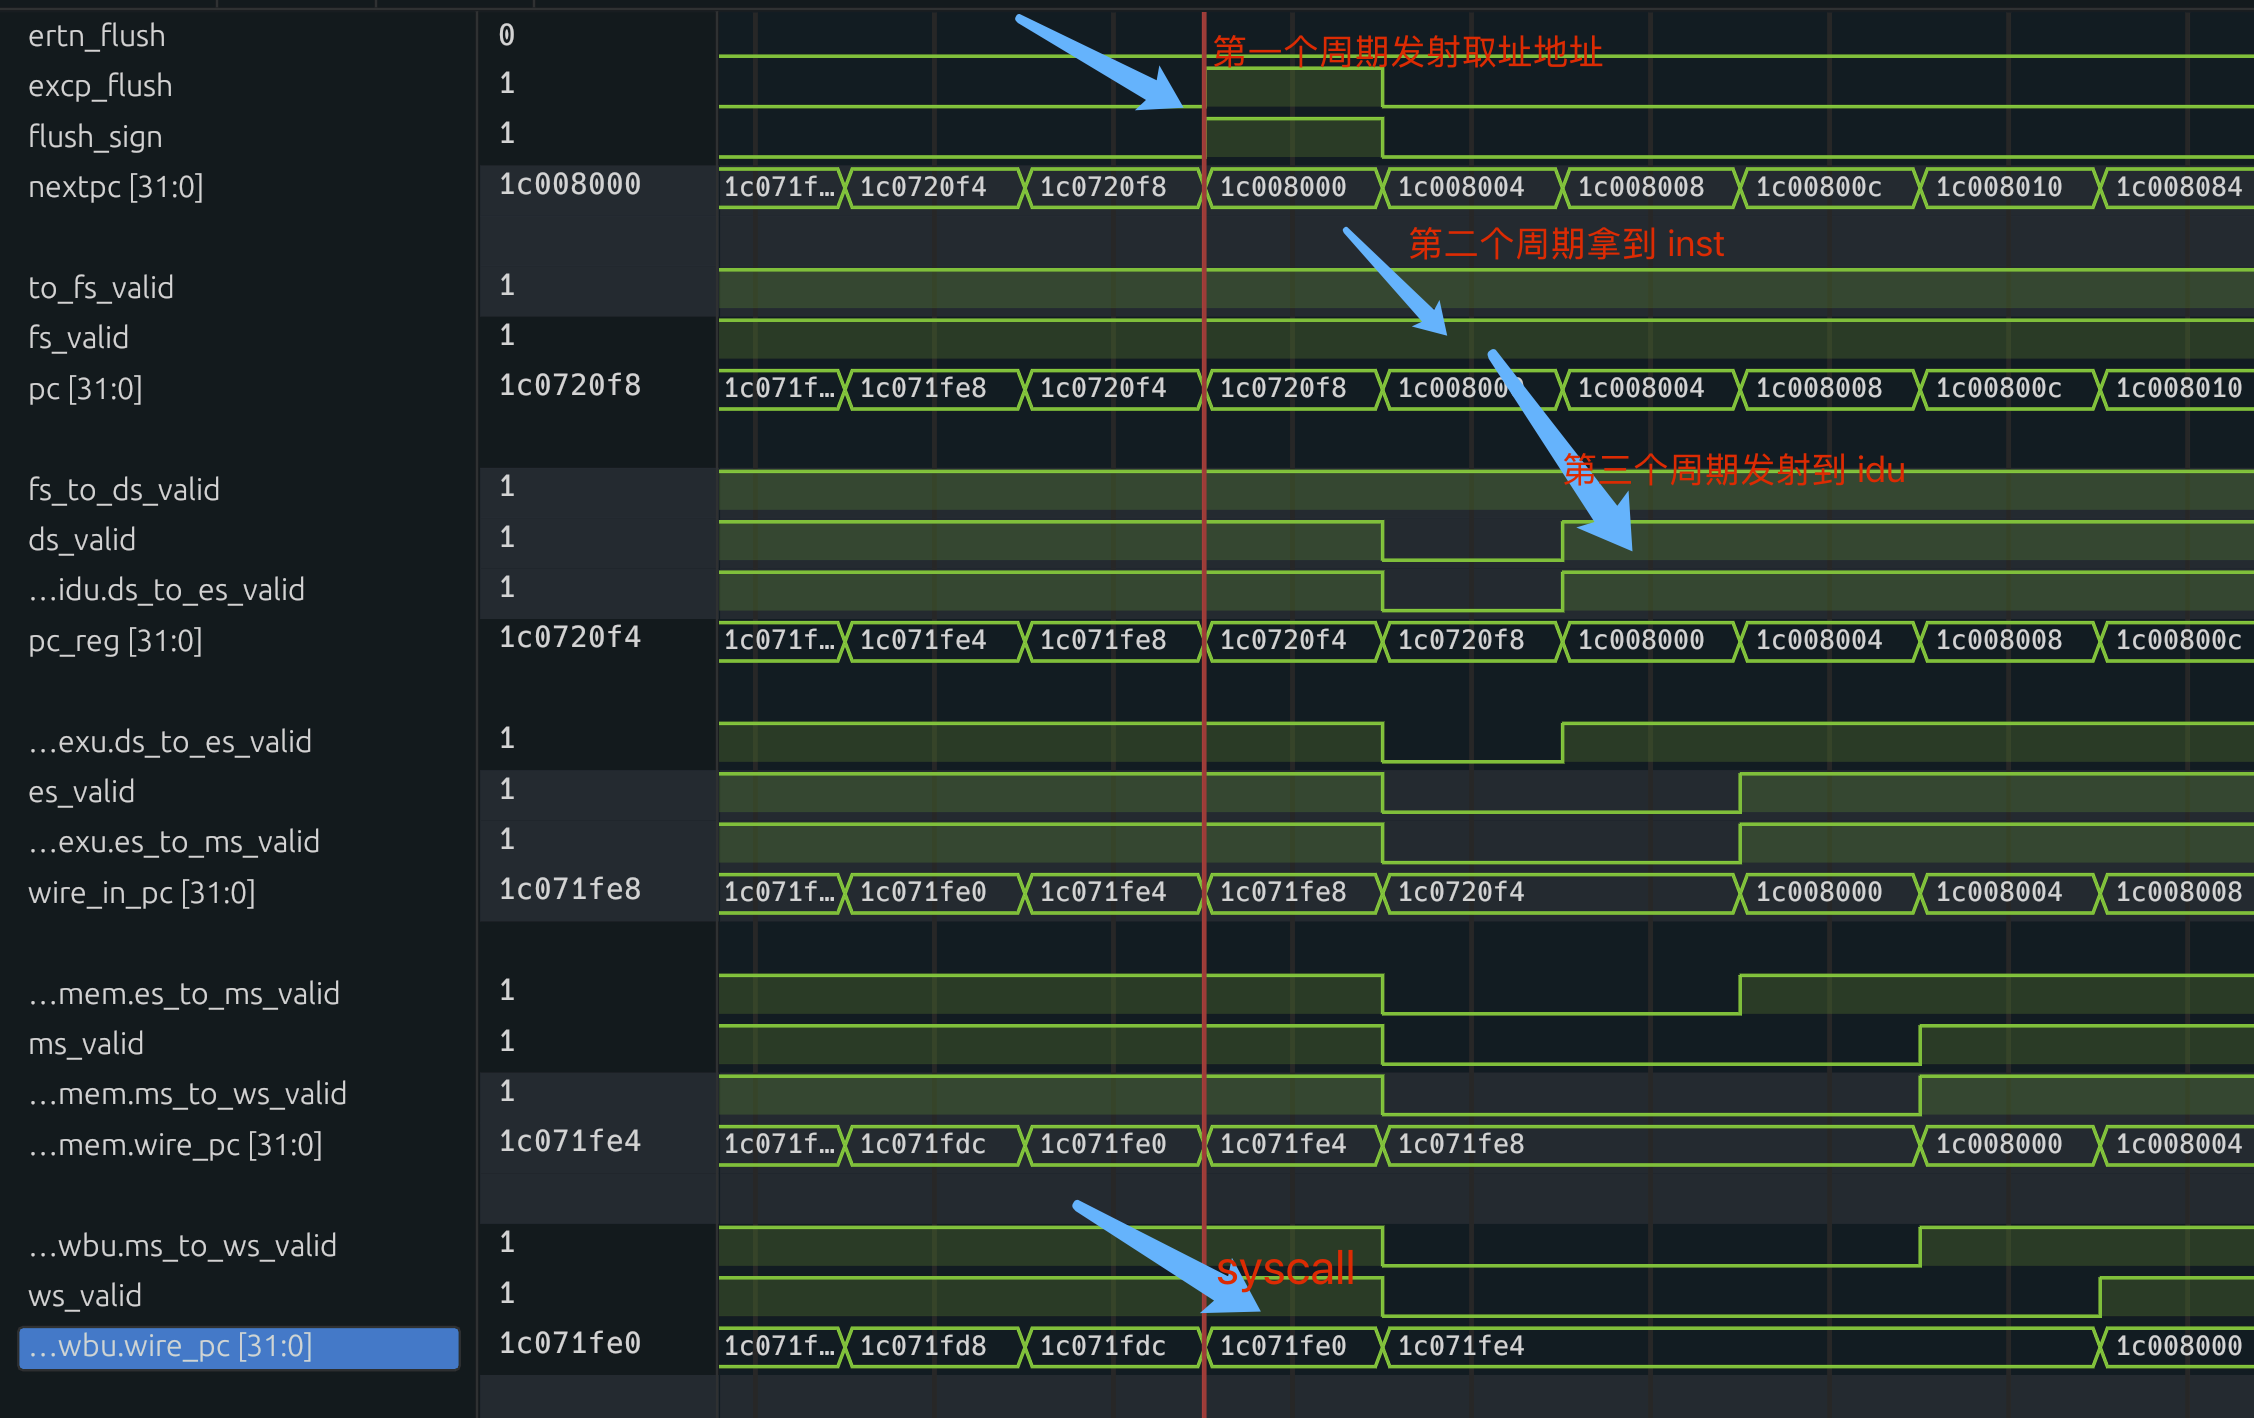 ertn_flush 0
第一个周期发射取址地址
excp_flush 1
flush_sign 1
nextpc [31:0] 1c008000 1c071f… 1c0720f4 1c0720f8 1c008000 1c008004 1c008008 1c00800c 1c008010 1c008084
第二个周期拿到 inst
to_fs_valid 1
fs_valid 1
pc [31:0] 1c0720f8 1c071f… 1c071fe8 1c0720f4 1c0720f8 1c008000 1c008004 1c008008 1c00800c 1c008010
第三个周期发射到 idu
fs_to_ds_valid 1
ds_valid 1
…idu.ds_to_es_valid 1
pc_reg [31:0] 1c0720f4 1c071f… 1c071fe4 1c071fe8 1c0720f4 1c0720f8 1c008000 1c008004 1c008008 1c00800c
…exu.ds_to_es_valid 1
es_valid 1
…exu.es_to_ms_valid 1
wire_in_pc [31:0] 1c071fe8 1c071f… 1c071fe0 1c071fe4 1c071fe8 1c0720f4 1c008000 1c008004 1c008008
…mem.es_to_ms_valid 1
ms_valid 1
…mem.ms_to_ws_valid 1
…mem.wire_pc [31:0] 1c071fe4 1c071f… 1c071fdc 1c071fe0 1c071fe4 1c071fe8 1c008000 1c008004
…wbu.ms_to_ws_valid 1
syscall
ws_valid 1
…wbu.wire_pc [31:0] 1c071fe0 1c071f… 1c071fd8 1c071fdc 1c071fe0 1c071fe4 1c008000